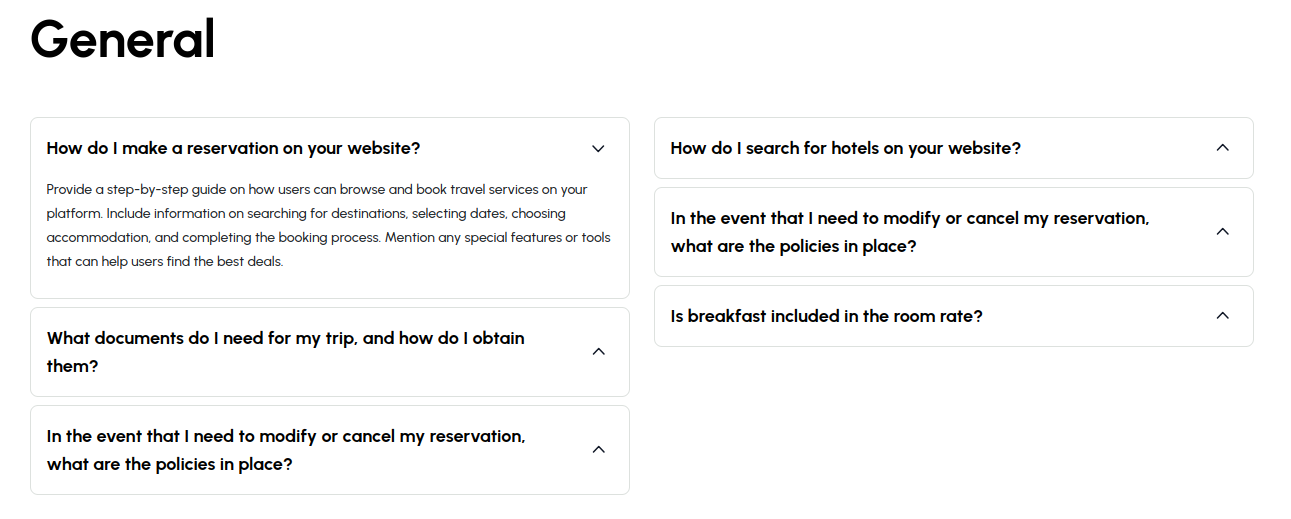 General
How do I make a reservation on your website?
Provide a step-by-step guide on how users can browse and book travel services on your
platform. Include information on searching for destinations, selecting dates, choosing
accommodation, and completing the booking process. Mention any special features or tools
that can help users find the best deals.
What documents do I need for my trip, and how do I obtain
them?
In the event that I need to modify or cancel my reservation,
what are the policies in place?
How do I search for hotels on your website?
In the event that I need to modify or cancel my reservation,
what are the policies in place?
Is breakfast included in the room rate?